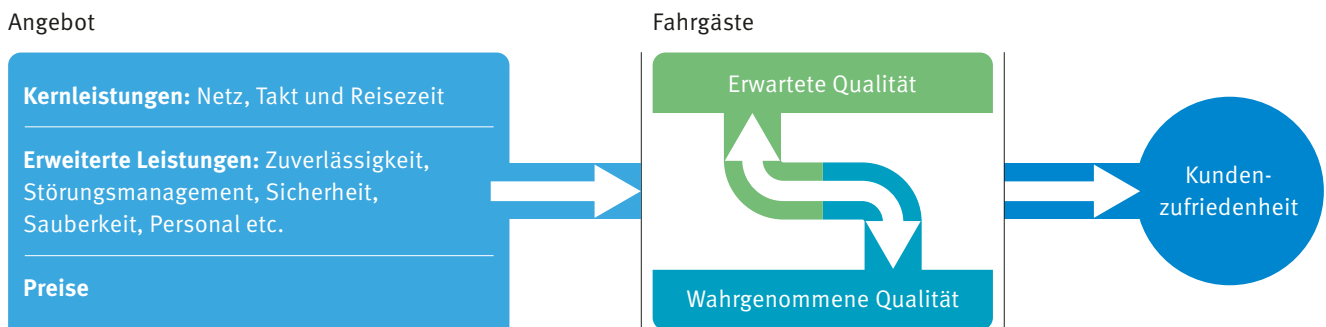 Angebot
Kernleistungen: Netz, Takt und Reisezeit
Erweiterte Leistungen: Zuverlässigkeit,
Störungsmanagement, Sicherheit,
Sauberkeit, Personal etc.
Preise
Fahrgäste
Erwartete Qualität
Wahrgenommene Qualität
Kunden-
zufriedenheit